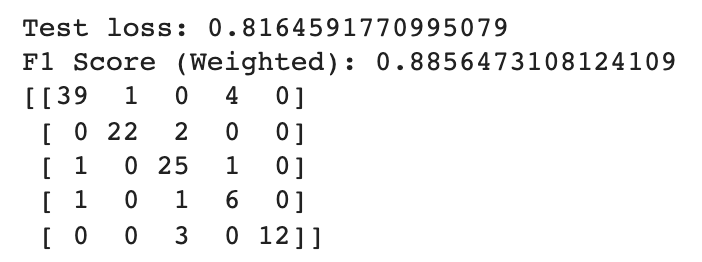 Test loss: 0.8164591770995079
F1 Score (Weighted): 0.8856473108124109
[[39  1  0  4  0]
 [ 0 22  2  0  0]
 [ 1  0 25  1  0]
 [ 1  0  1  6  0]
 [ 0  0  3  0 12]]